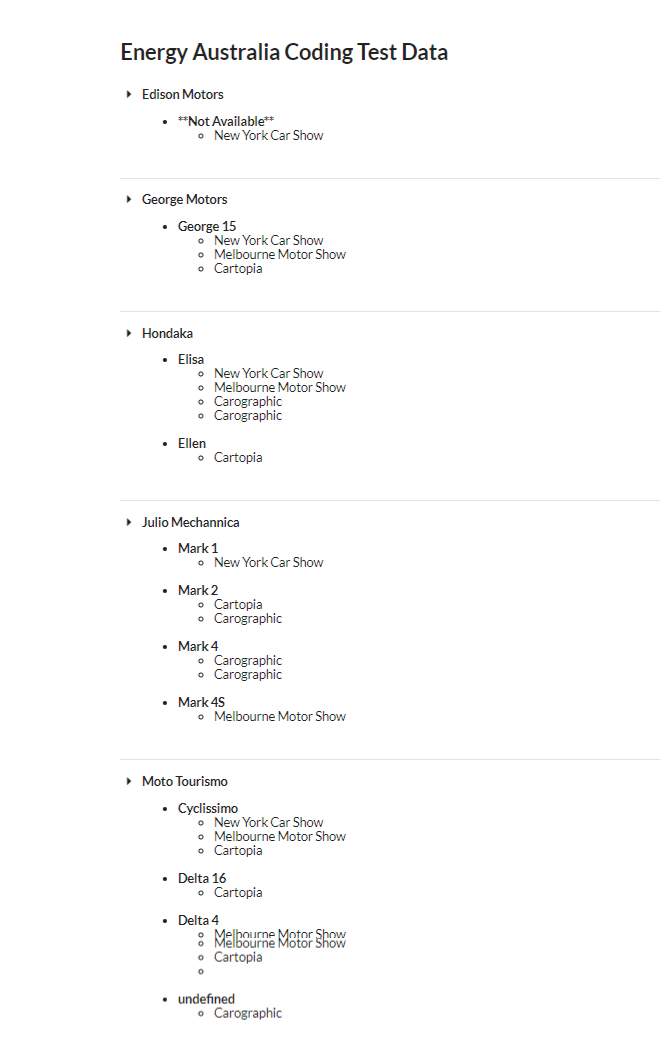 Energy Australia Coding Test Data
Edison Motors
**Not Available**
New York Car Show
George Motors
George 15
New York Car Show
Melbourne Motor Show
Cartopia
Hondaka
Elisa
New York Car Show
Melbourne Motor Show
Carographic
Carographic
Ellen
Cartopia
Julio Mechannica
Mark 1
New York Car Show
Mark 2
Cartopia
Carographic
Mark 4
Carographic
Carographic
Mark 4S
Melbourne Motor Show
Moto Tourismo
Cyclissimo
New York Car Show
Melbourne Motor Show
Cartopia
Delta 16
Cartopia
Delta 4
Melbourne Motor Show
Melbourne Motor Show
Cartopia
undefined
Carographic